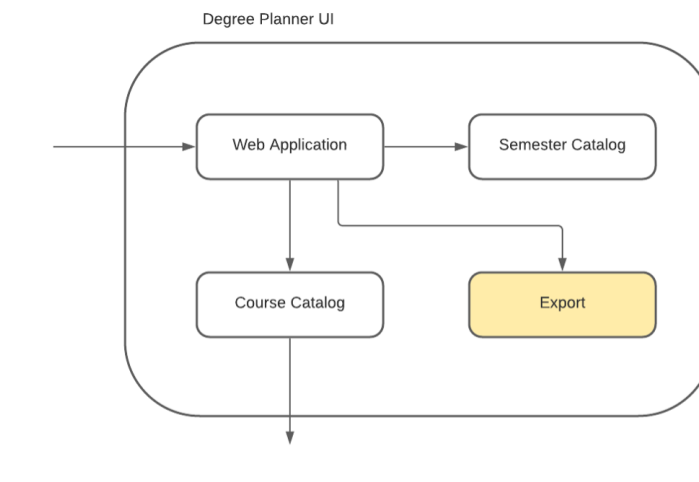 Degree Planner UI
Web Application
Semester Catalog
Course Catalog
Export